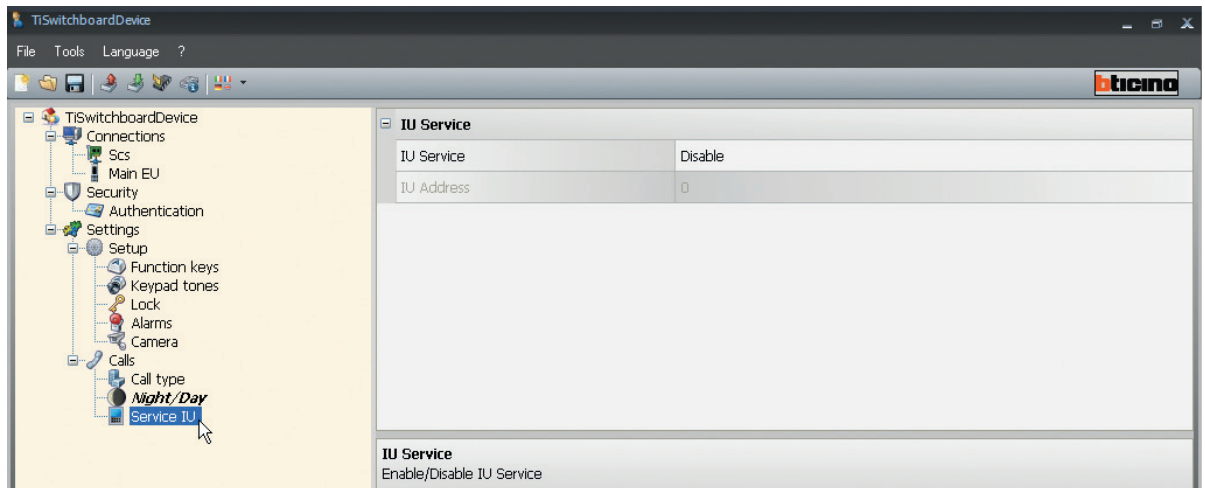 TiSwitchboardDevice
File Tools Language ?
bticino
TiSwitchboardDevice
Connections
Scs
Main EU
Security
Authentication
Settings
Setup
Function keys
Keypad tones
Lock
Alarms
Camera
Calls
Call type
Night/Day
Service IU
IU Service
IU Service Disable
IU Address 0
IU Service
Enable/Disable IU Service